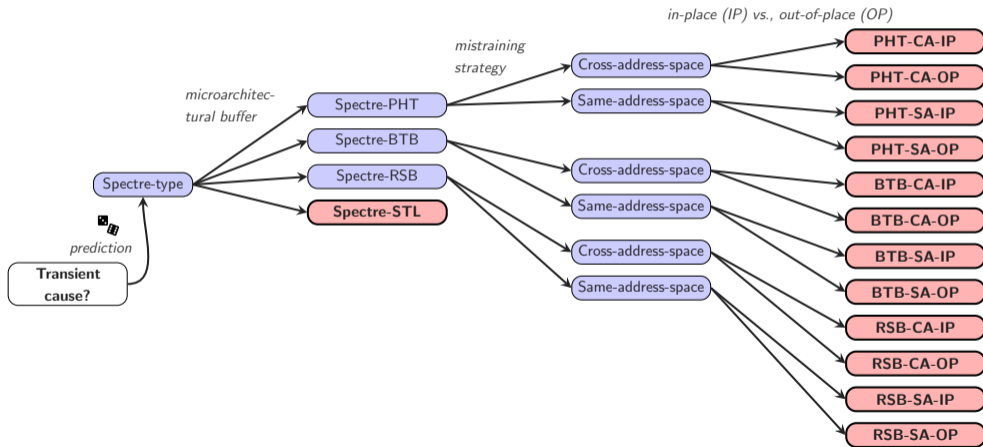 in-place (IP) vs., out-of-place (OP)
PHT-CA-IP
mistraining
strategy
Cross-address-space
PHT-CA-OP
microarchitec-
tural buffer
Spectre-PHT
Same-address-space
PHT-SA-IP
Spectre-BTB
PHT-SA-OP
Spectre-type
Spectre-RSB
Cross-address-space
BTB-CA-IP
Spectre-STL
Same-address-space
BTB-CA-OP
prediction
Cross-address-space
BTB-SA-IP
Transient
cause?
Same-address-space
BTB-SA-OP
RSB-CA-IP
RSB-CA-OP
RSB-SA-IP
RSB-SA-OP